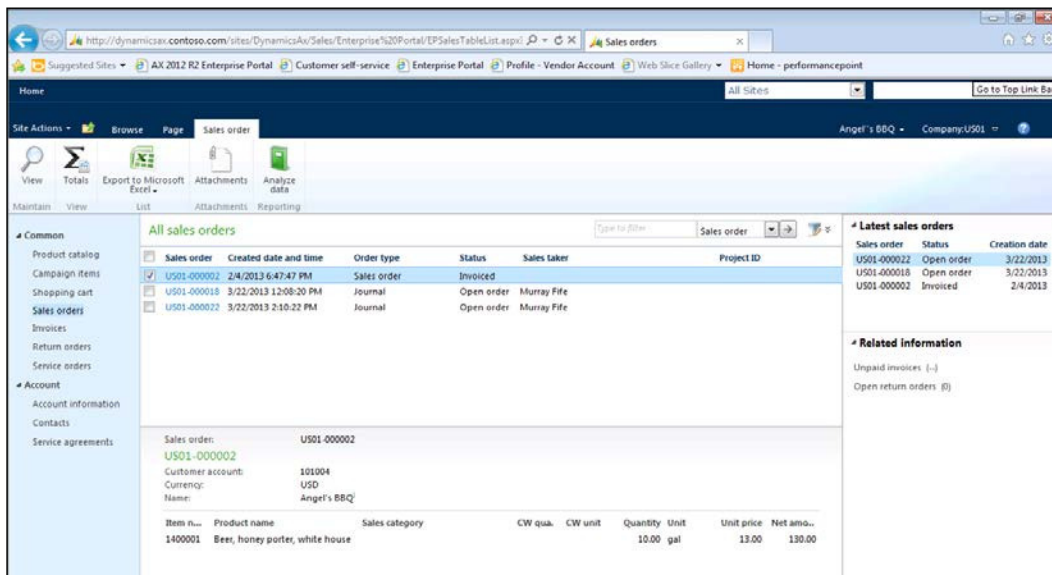 http://dynamicsax.contoso.com/sites/DynamicsAx/Sales/Enterprise%20Portal/EPSalesTableList.aspx? Sales orders
Suggested Sites AX 2012 R2 Enterprise Portal Customer self-service Enterprise Portal Profile - Vendor Account Web Slice Gallery Home - performancepoint
Home All Sites Go to Top Link Ba
Site Actions Browse Page Sales order Angel's BBQ Company:US01
View Totals Export to Microsoft Excel Attachments Analyze data
Maintain View List Attachments Reporting
Common
Product catalog
Campaign items
Shopping cart
Sales orders
Invoices
Return orders
Service orders
Account
Account information
Contacts
Service agreements
All sales orders Type to filter Sales order
Sales order Created date and time Order type Status Sales taker Project ID
US01-000002 2/4/2013 6:47:47 PM Sales order Invoiced
US01-000018 3/22/2013 12:08:20 PM Journal Open order Murray Fife
US01-000022 3/22/2013 2:10:22 PM Journal Open order Murray Fife
Sales order: US01-000002
US01-000002
Customer account: 101004
Currency: USD
Name: Angel's BBQ
Item n... Product name Sales category CW qua. CW unit Quantity Unit Unit price Net amo...
1400001 Beer, honey porter, white house 10.00 gal 13.00 130.00
Latest sales orders
Sales order Status Creation date
US01-000022 Open order 3/22/2013
US01-000018 Open order 3/22/2013
US01-000002 Invoiced 2/4/2013
Related information
Unpaid invoices (--)
Open return orders (0)